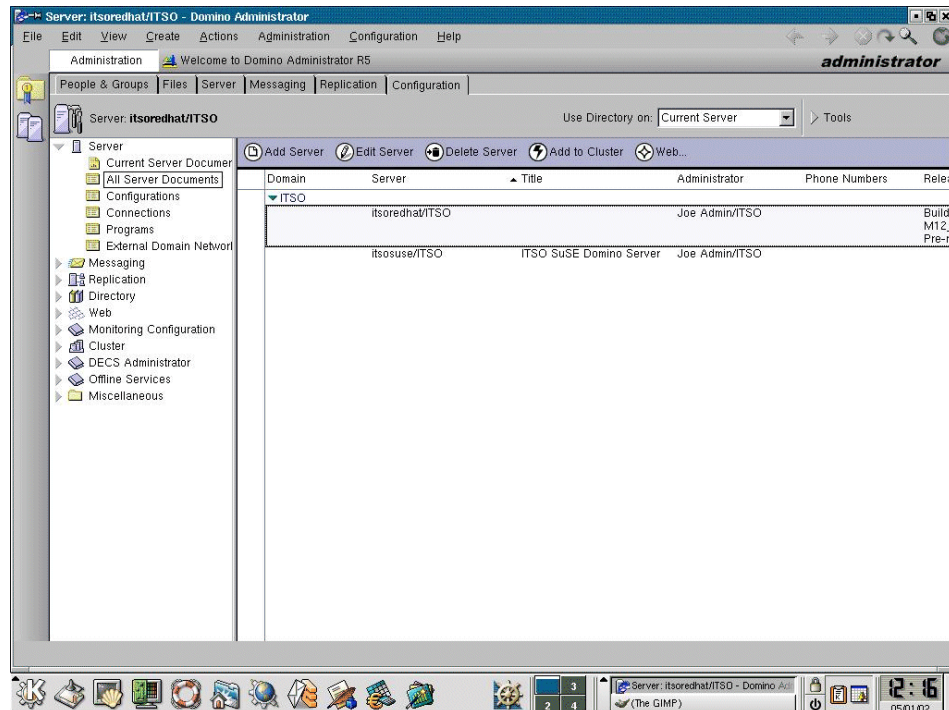 Server: itsoredhat/ITSO - Domino Administrator
File Edit View Create Actions Administration Configuration Help
Administration Welcome to Domino Administrator R5 administrator
People & Groups Files Server Messaging Replication Configuration
Server: itsoredhat/ITSO Use Directory on: Current Server Tools
Server
Current Server Documer
All Server Documents
Configurations
Connections
Programs
External Domain Networl
Messaging
Replication
Directory
Web
Monitoring Configuration
Cluster
DECS Administrator
Offline Services
Miscellaneous
Add Server Edit Server Delete Server Add to Cluster Web...
Domain Server Title Administrator Phone Numbers Relea
ITSO
itsoredhat/ITSO Joe Admin/ITSO Build
M12_
Pre-r
itsosuse/ITSO ITSO SuSE Domino Server Joe Admin/ITSO
3
2 4
Server: itsoredhat/ITSO - Domino Ad
(The GIMP)
12:16
05/01/02